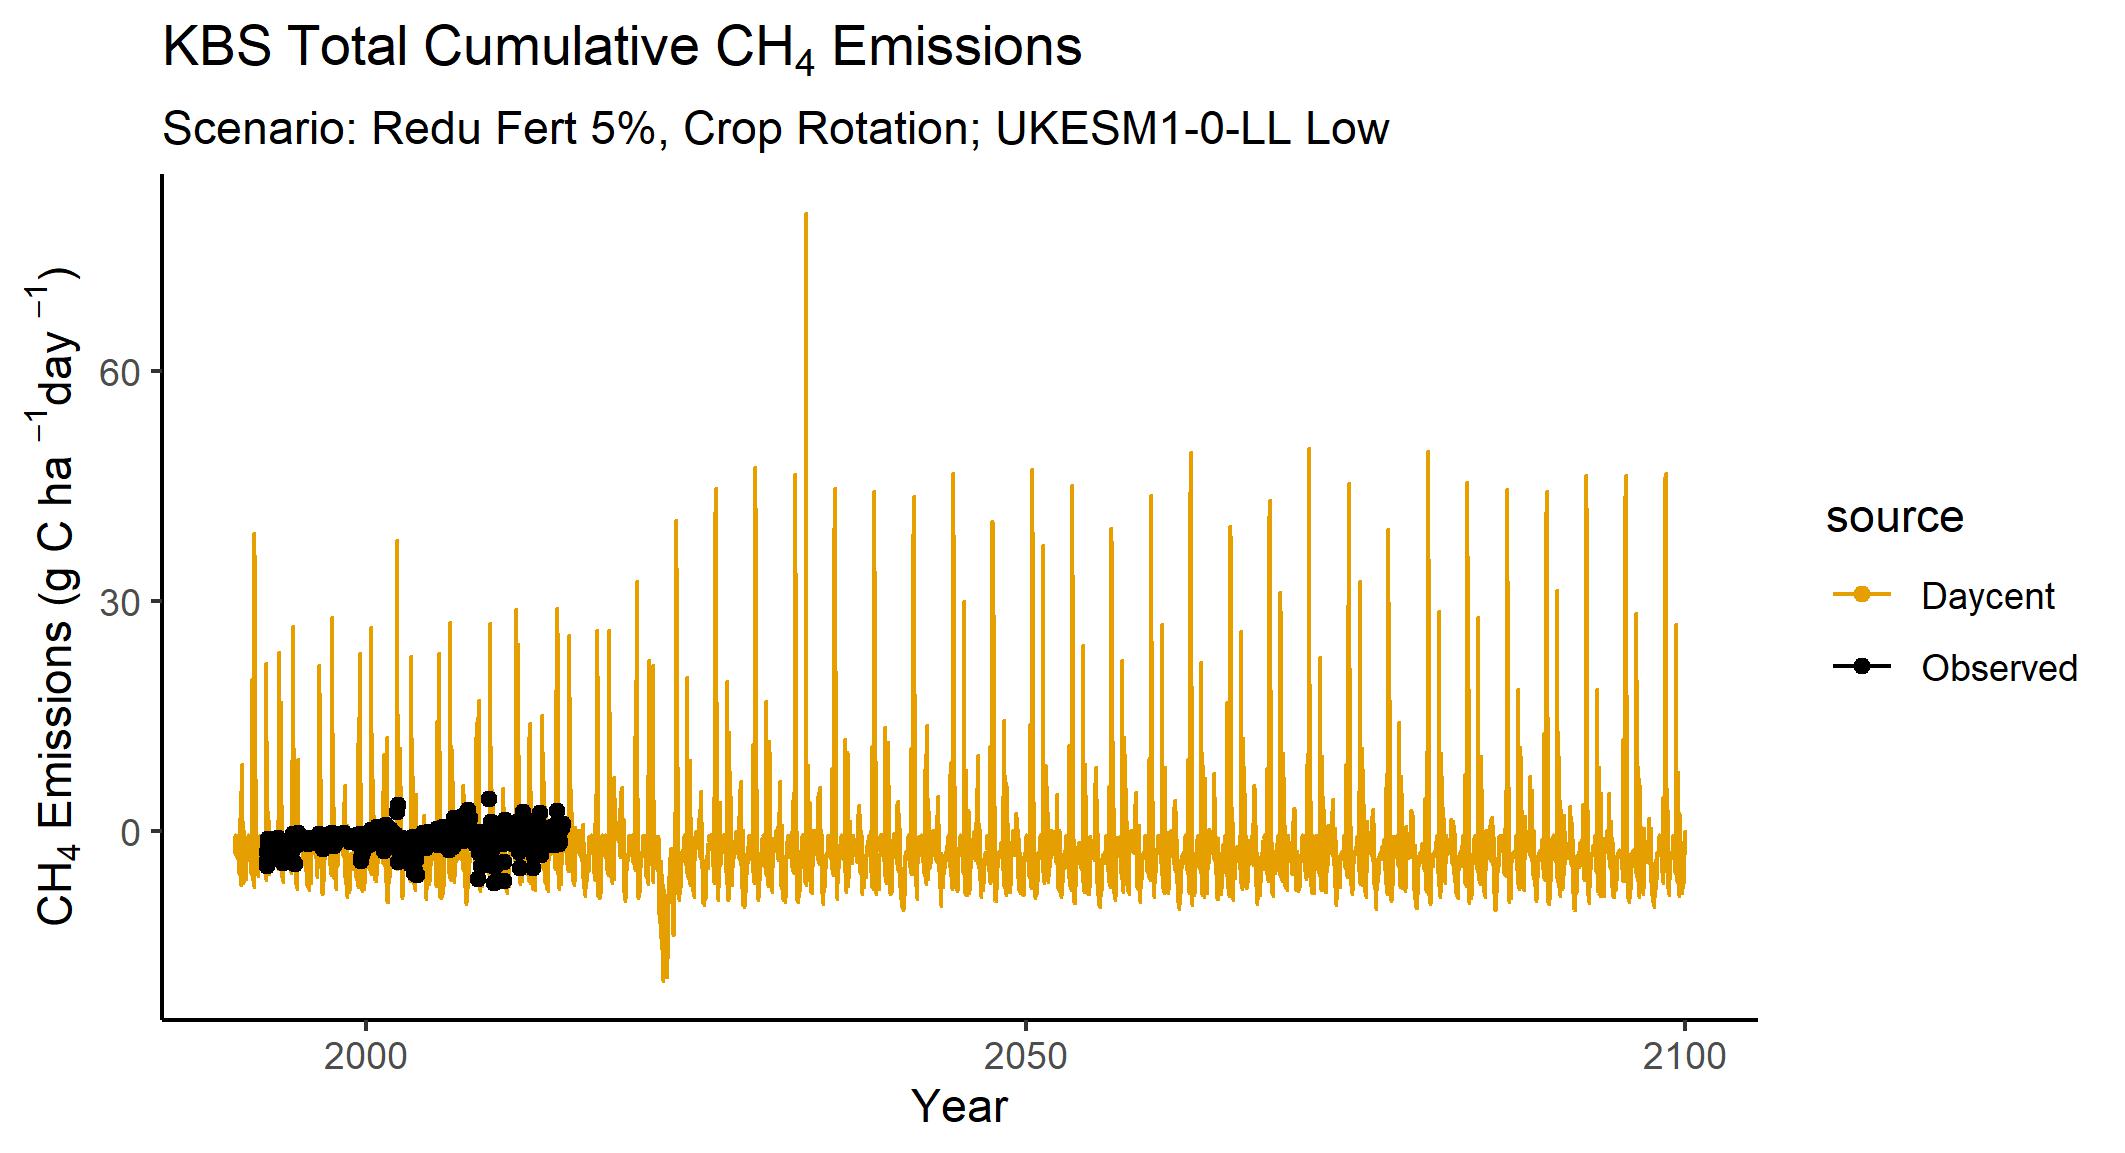 KBS Total Cumulative CH₄ Emissions
Scenario: Redu Fert 5%, Crop Rotation; UKESM1-0-LL Low
CH₄ Emissions (g C ha ⁻¹day ⁻¹)
60
30
0
2000
2050
2100
Year
source
Daycent
Observed